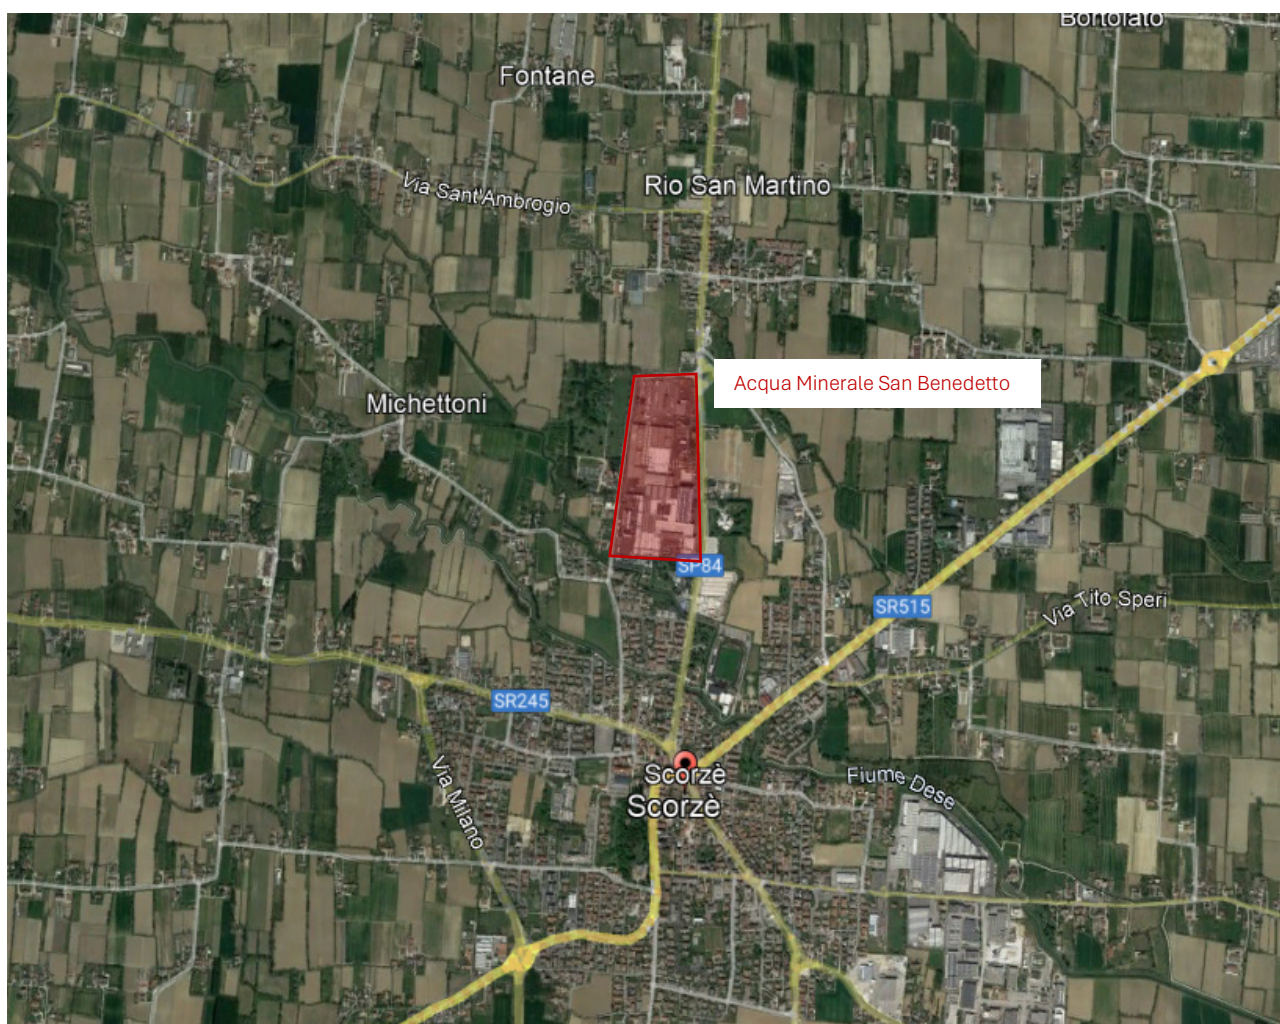 Bortolato
Fontane
Via Sant'Ambrogio
Rio San Martino
Acqua Minerale San Benedetto
Michettoni
SP84
SR515
Via Tito Speri
SR245
Via Milano
Scorzè
Scorzè
Fiume Dese